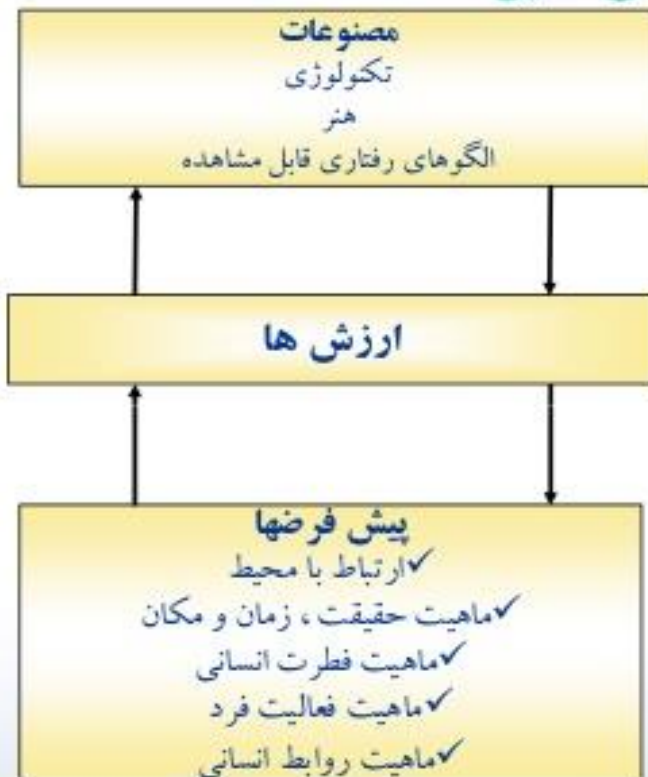 مصنوعات
تکنولوژی
هنر
الگوهای رفتاری قابل مشاهده
ارزش ها
پیش فرضها
✓ارتباط با محیط
✓ماهیت حقیقت ، زمان و مکان
✓ماهیت فطرت انسانی
✓ماهیت فعالیت فرد
✓ماهیت روابط انسانی